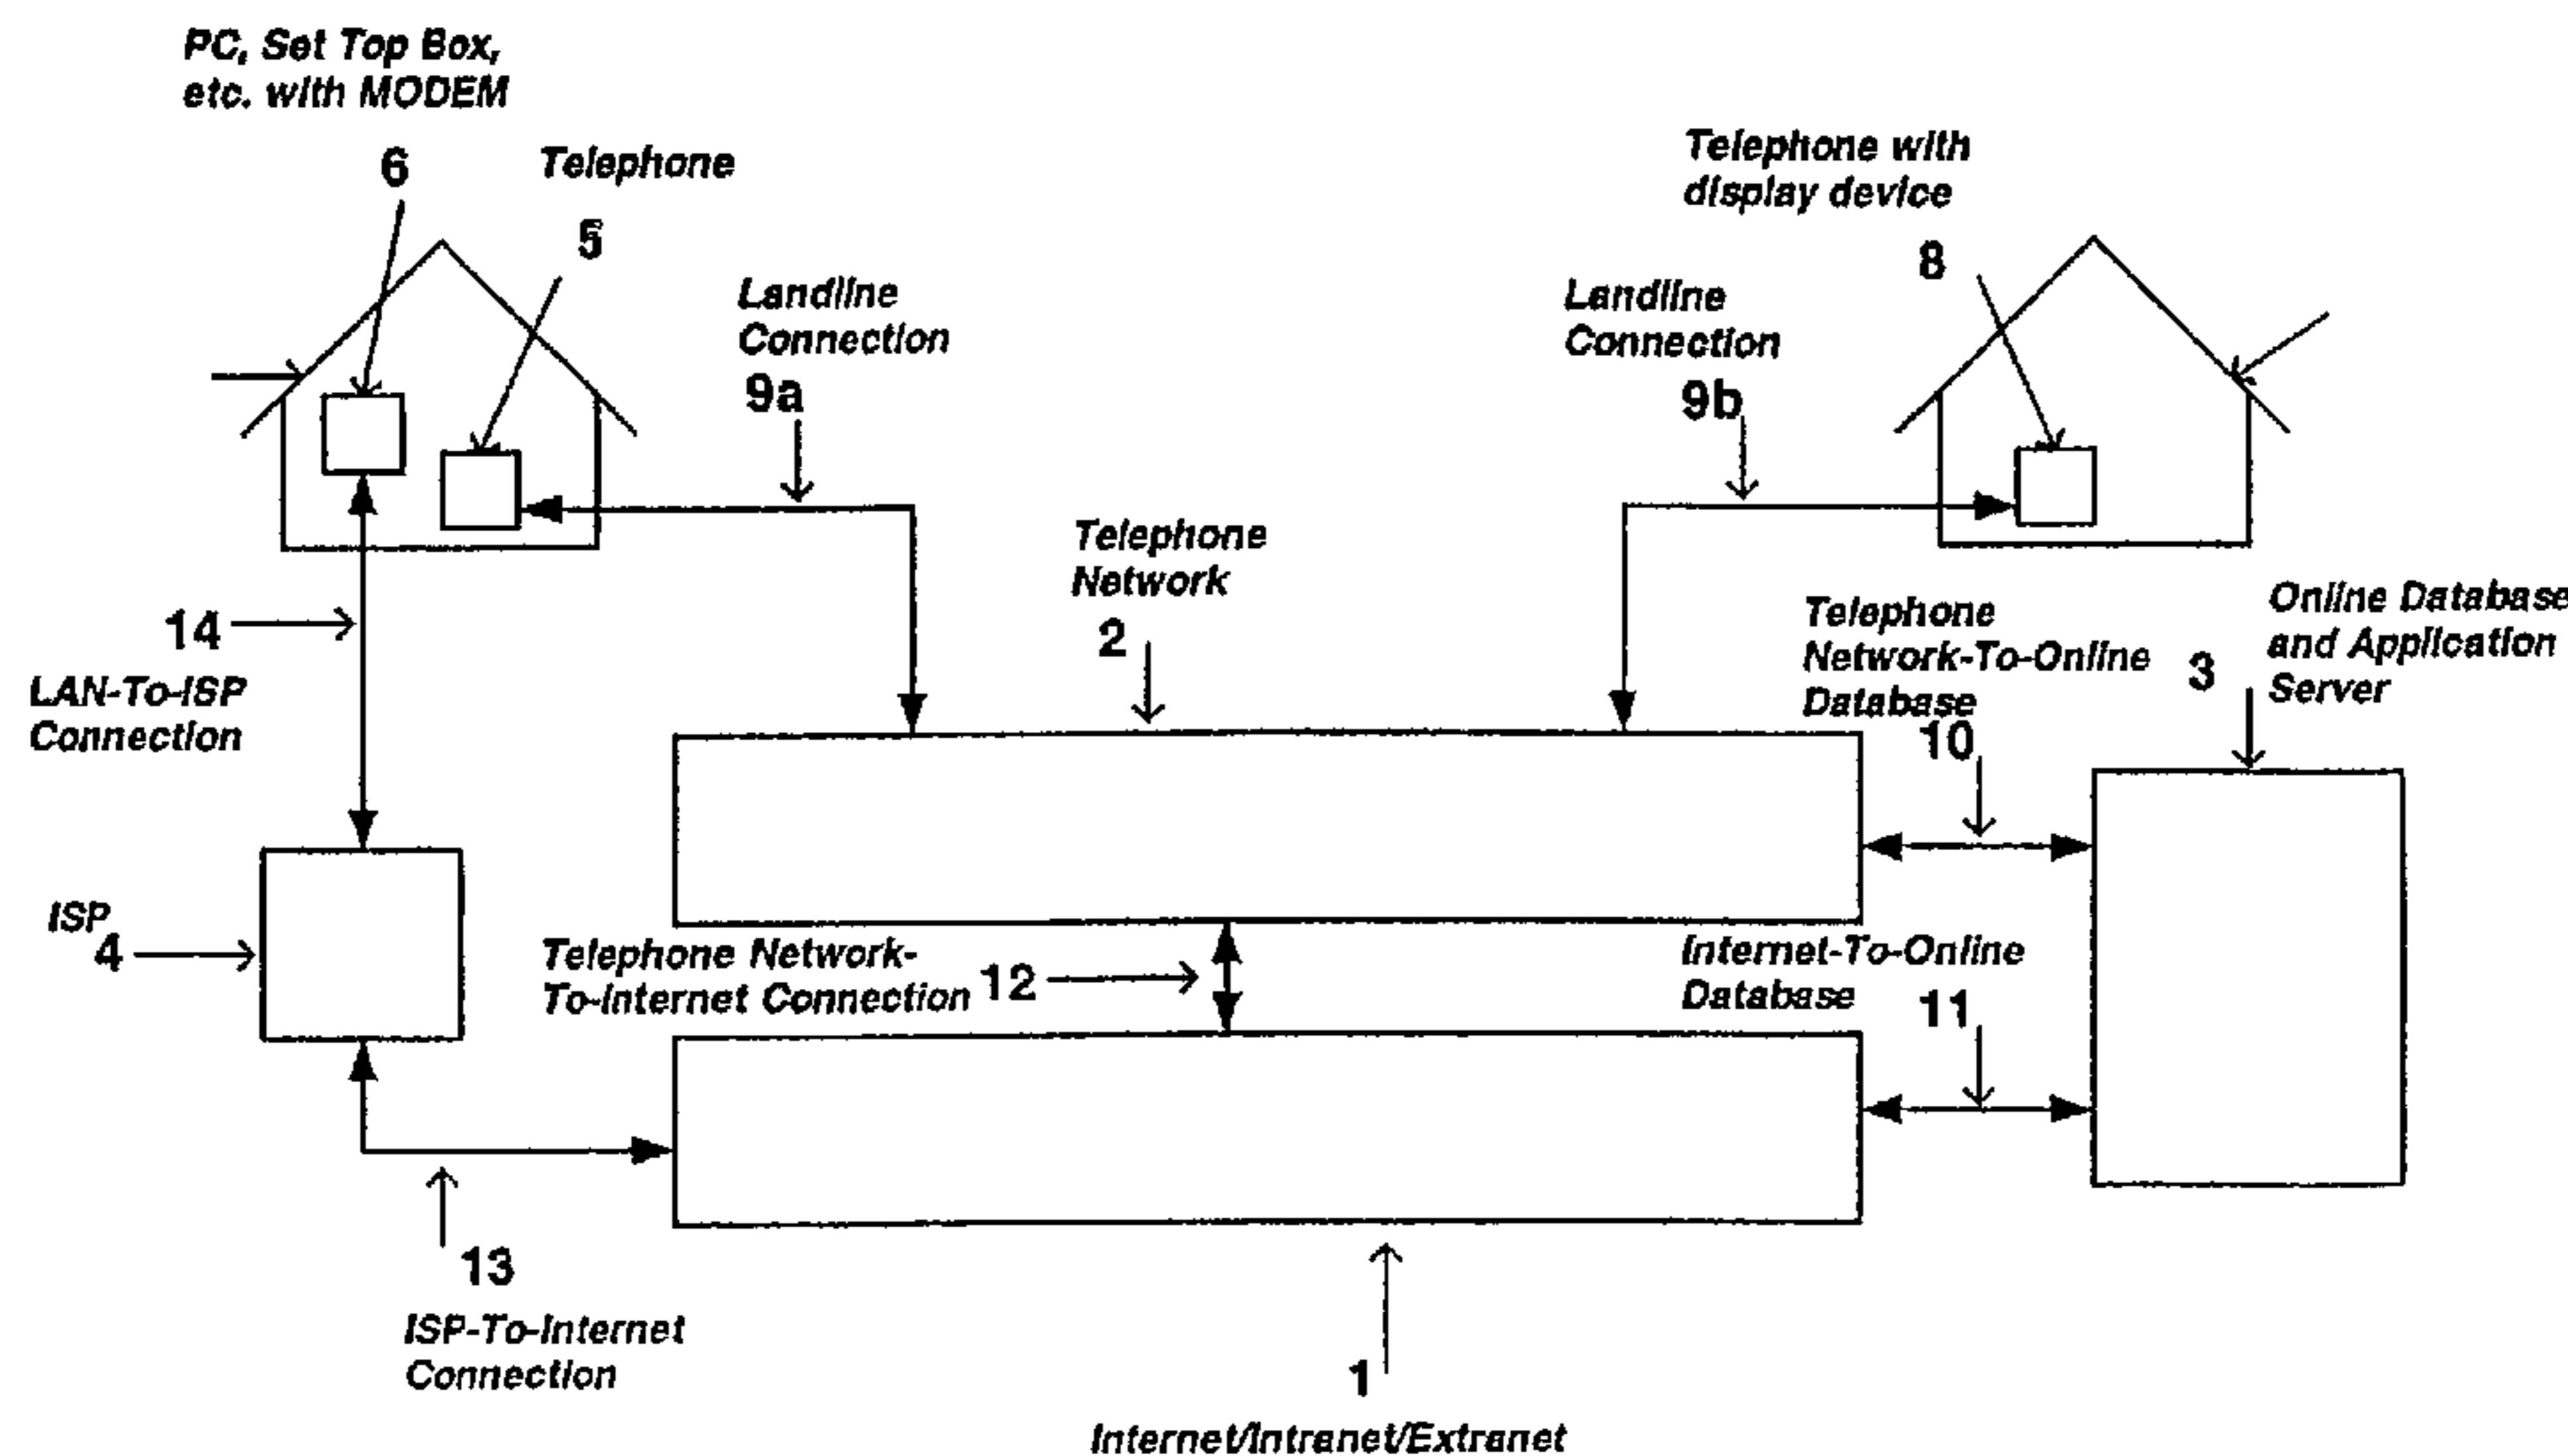 PC, Set Top Box,
etc. with MODEM
6
Telephone
5
Landline
Connection
9a
Telephone with
display device
8
Landline
Connection
9b
Telephone
Network
2
14
LAN-To-ISP
Connection
Telephone
Network-To-Online
Database
10
Online Database
and Application
Server
3
ISP
4
Telephone Network-
To-Internet Connection
12
Internet-To-Online
Database
11
13
ISP-To-Internet
Connection
1
Internet/Intranet/Extranet